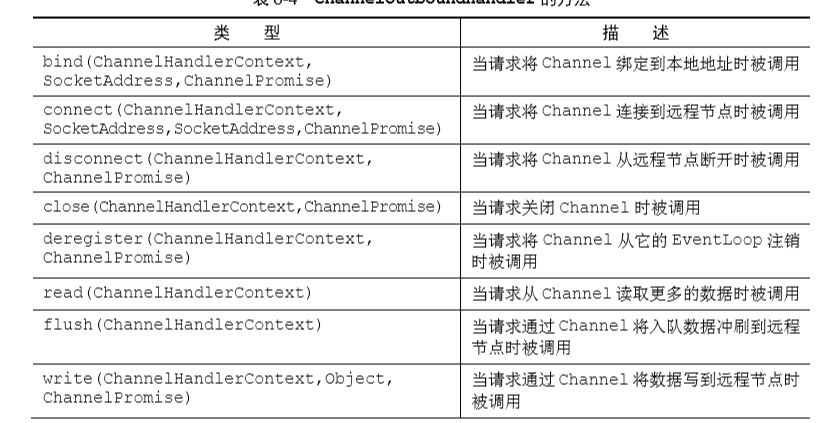 表 6-4 ChannelOutboundHandler 的方法
类 型
描 述
bind(ChannelHandlerContext,
SocketAddress,ChannelPromise)
当请求将 Channel 绑定到本地地址时被调用
connect(ChannelHandlerContext,
SocketAddress,SocketAddress,ChannelPromise)
当请求将 Channel 连接到远程节点时被调用
disconnect(ChannelHandlerContext,
ChannelPromise)
当请求将 Channel 从远程节点断开时被调用
close(ChannelHandlerContext,ChannelPromise)
当请求关闭 Channel 时被调用
deregister(ChannelHandlerContext,
ChannelPromise)
当请求将 Channel 从它的 EventLoop 注销
时被调用
read(ChannelHandlerContext)
当请求从 Channel 读取更多的数据时被调用
flush(ChannelHandlerContext)
当请求通过 Channel 将入队数据冲刷到远程
节点时被调用
write(ChannelHandlerContext,Object,
ChannelPromise)
当请求通过 Channel 将数据写到远程节点时
被调用